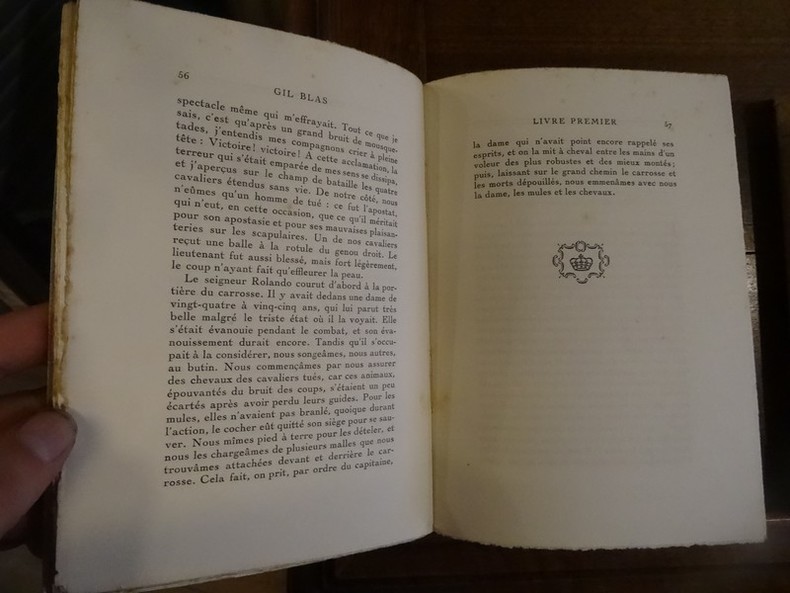 56
GIL BLAS
spectacle même qui m'effrayait. Tout ce que je
sais, c'est qu'après un grand bruit de mousque-
tades, j'entendis mes compagnons crier à pleine
tête : Victoire! victoire! A cette acclamation, la
terreur qui s'était emparée de mes sens se dissipa,
et j'aperçus sur le champ de bataille les quatre
cavaliers étendus sans vie. De notre côté, nous
n'eûmes qu'un homme de tué : ce fut l'apostat,
qui n'eut, en cette occasion, que ce qu'il méritait
pour son apostasie et pour ses mauvaises plaisan-
teries sur les scapulaires. Un de nos cavaliers
reçut une balle à la rotule du genou droit. Le
lieutenant fut aussi blessé, mais fort légèrement,
le coup n'ayant fait qu'effleurer la peau.
Le seigneur Rolando courut d'abord à la por-
tière du carrosse. Il y avait dedans une dame de
vingt-quatre à vinq-cinq ans, qui lui parut très
belle malgré le triste état où il la voyait. Elle
s'était évanouie pendant le combat, et son éva-
nouissement durait encore. Tandis qu'il s'occu-
pait à la considérer, nous songeâmes, nous autres,
au butin. Nous commençâmes par nous assurer
des chevaux des cavaliers tués, car ces animaux,
épouvantés du bruit des coups, s'étaient un peu
écartés après avoir perdu leurs guides. Pour les
mules, elles n'avaient pas branlé, quoique durant
l'action, le cocher eût quitté son siège pour se sau-
ver. Nous mîmes pied à terre pour les dételer, et
nous les chargeâmes de plusieurs malles que nous
trouvâmes attachées devant et derrière le car-
rosse. Cela fait, on prit, par ordre du capitaine,
LIVRE PREMIER
57
la dame qui n'avait point encore rappelé ses
esprits, et on la mit à cheval entre les mains d'un
voleur des plus robustes et des mieux montés;
puis, laissant sur le grand chemin le carrosse et
les morts dépouillés, nous emmenâmes avec nous
la dame, les mules et les chevaux.